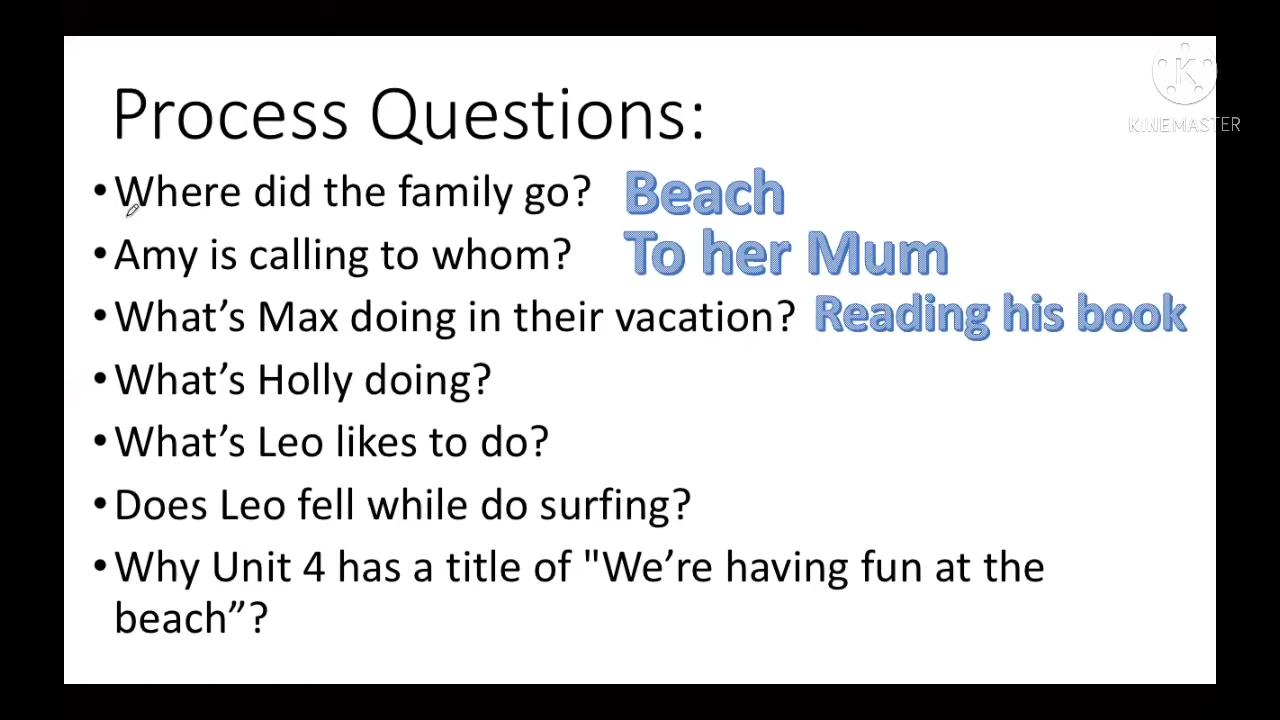 Process Questions:
K
KINEMASTER
• Where did the family go? Beach
• Amy is calling to whom? To her Mum
• What’s Max doing in their vacation? Reading his book
• What’s Holly doing?
• What’s Leo likes to do?
• Does Leo fell while do surfing?
• Why Unit 4 has a title of "We’re having fun at the
beach”?